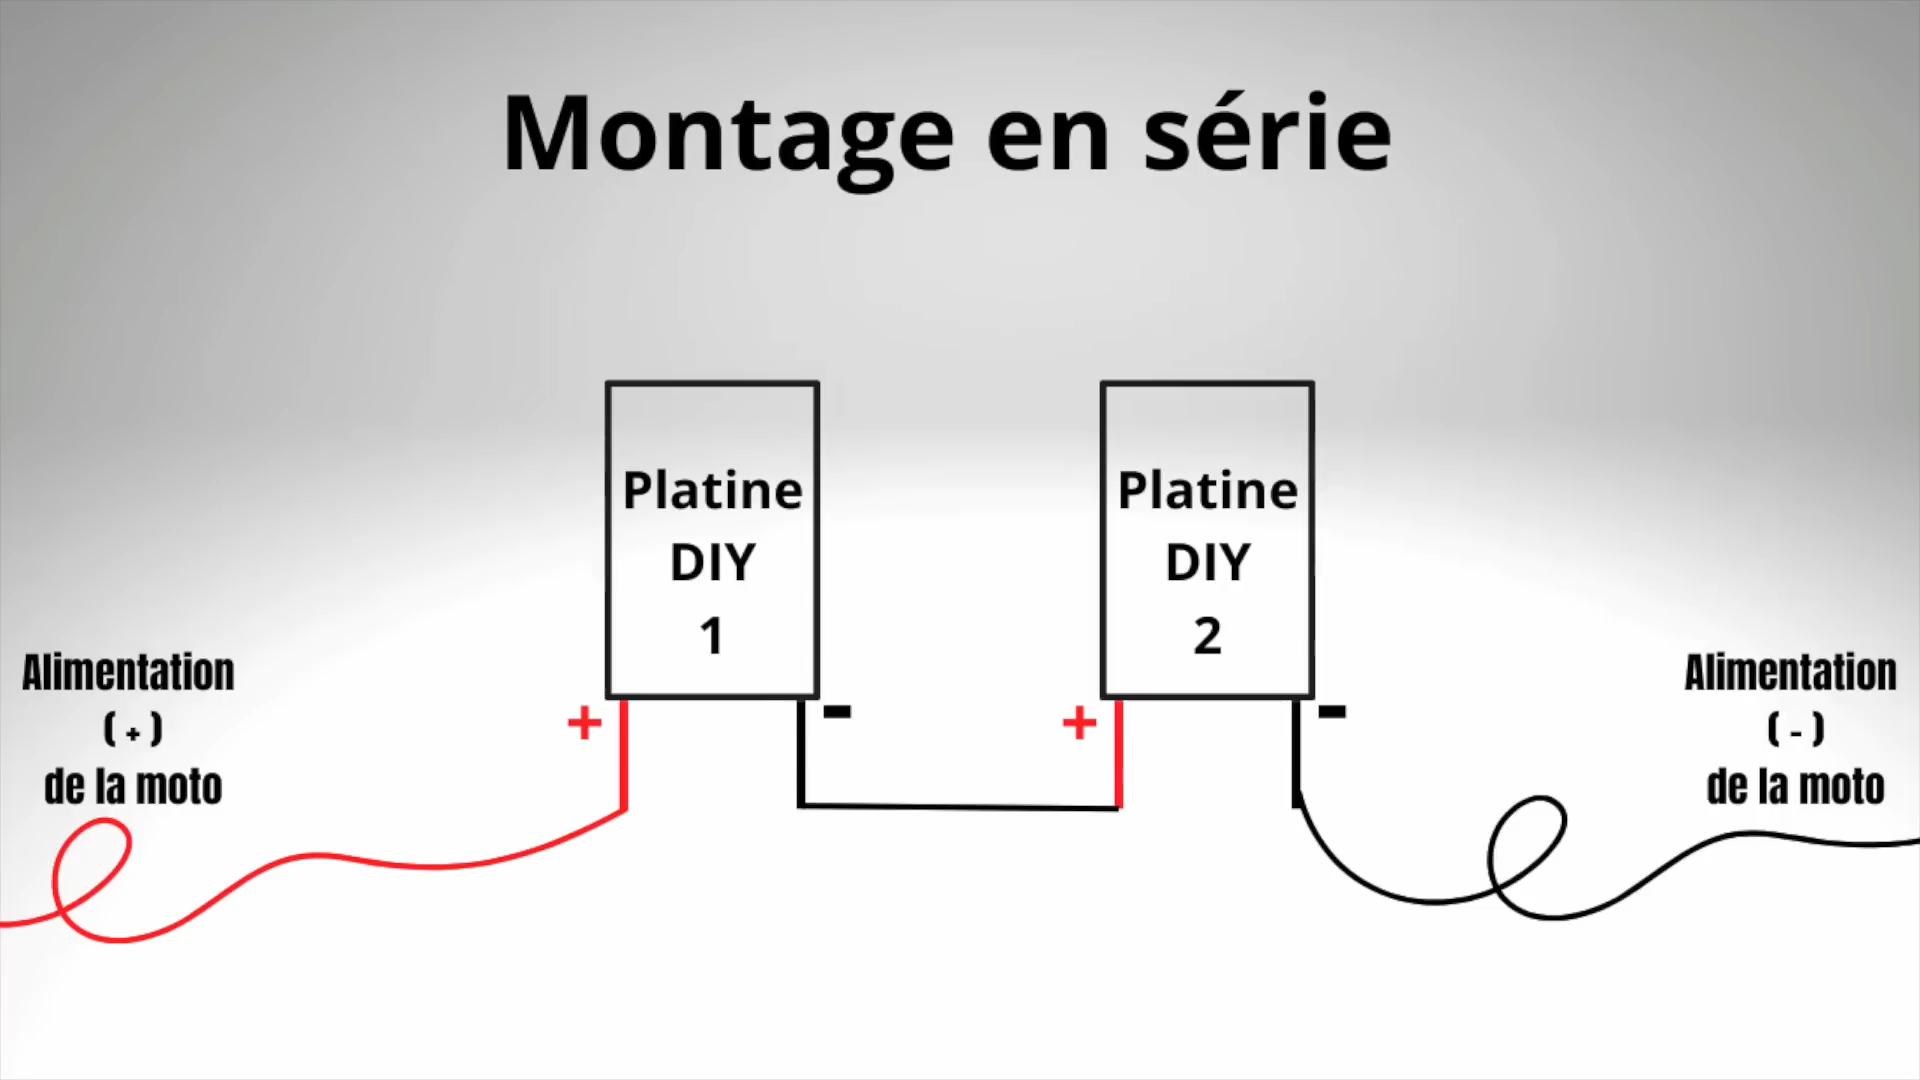 Montage en série
Platine
DIY
1
Platine
DIY
2
Alimentation
( + )
de la moto
+
-
+
-
Alimentation
( - )
de la moto